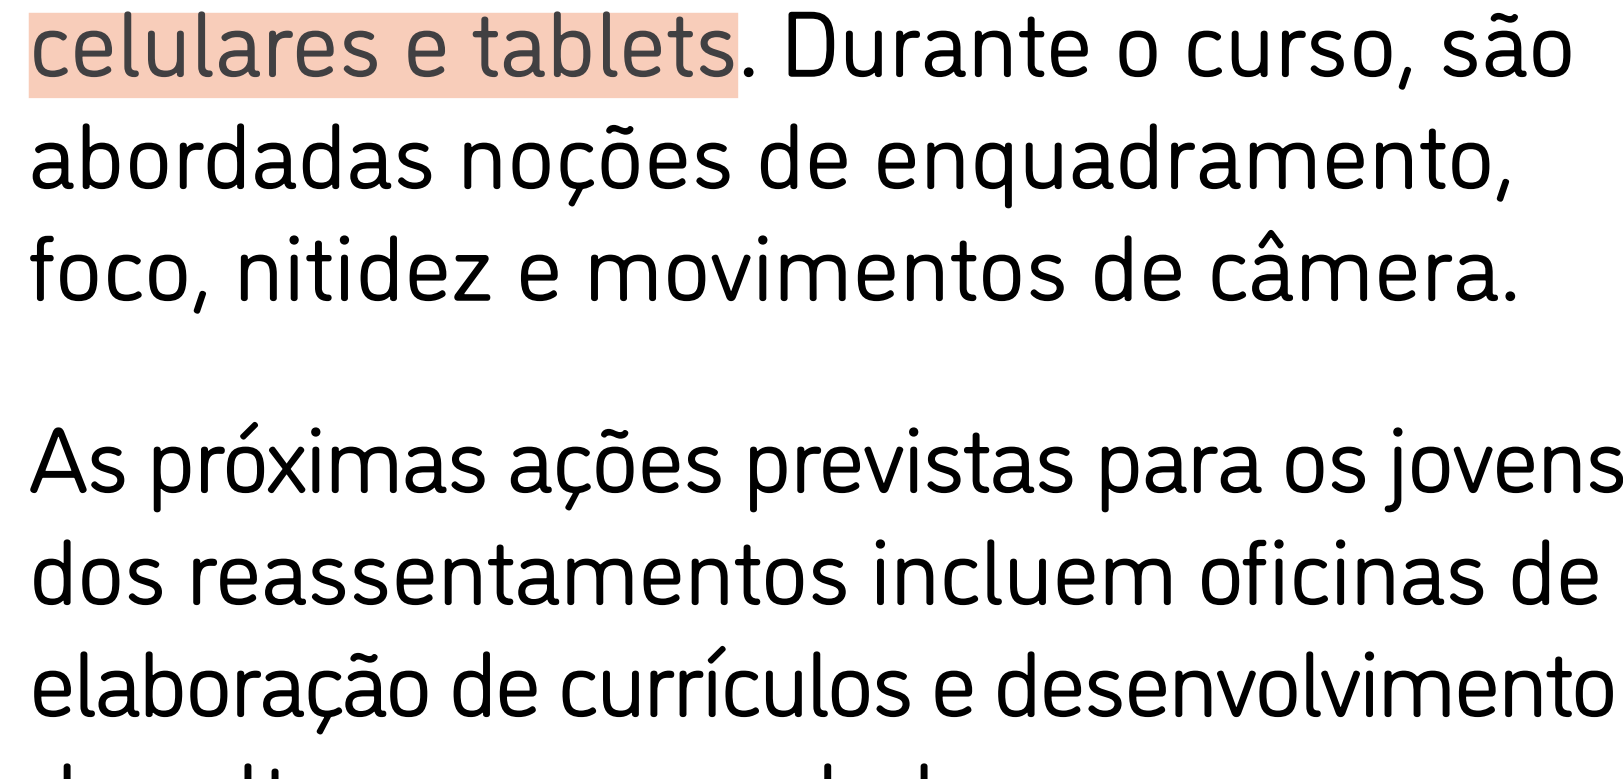 celulares e tablets. Durante o curso, são
abordadas noções de enquadramento,
foco, nitidez e movimentos de câmera.
As próximas ações previstas para os jovens
dos reassentamentos incluem oficinas de
elaboração de currículos e desenvolvimento